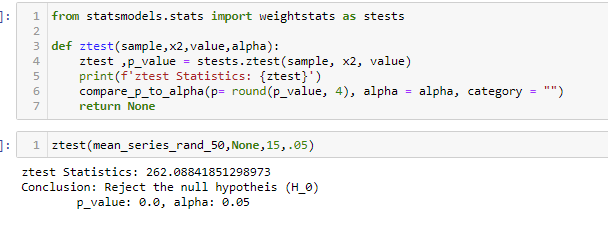 ]: 1 from statsmodels.stats import weightstats as stests
2
3 def ztest(sample,x2,value,alpha):
4 ztest ,p_value = stests.ztest(sample, x2, value)
5 print(f'ztest Statistics: {ztest}')
6 compare_p_to_alpha(p= round(p_value, 4), alpha = alpha, category = "")
7 return None
]: 1 ztest(mean_series_rand_50,None,15,.05)
ztest Statistics: 262.08841851298973
Conclusion: Reject the null hypotheis (H_0)
p_value: 0.0, alpha: 0.05